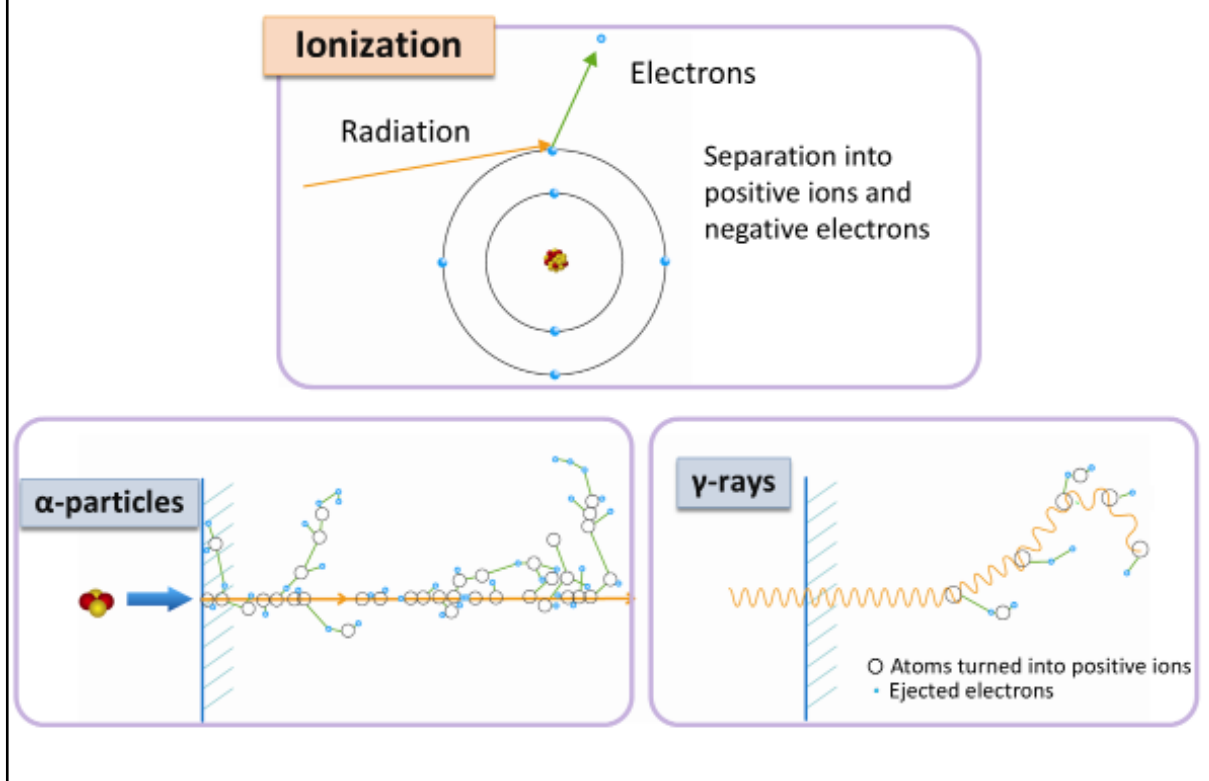 Ionization
Electrons
Radiation
Separation into
positive ions and
negative electrons
α-particles
γ-rays
Atoms turned into positive ions
Ejected electrons